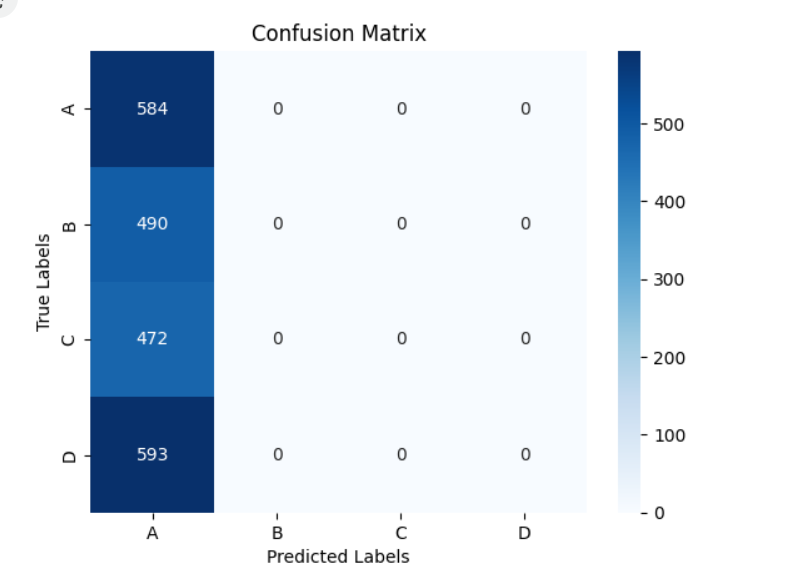 Confusion Matrix
A 584 0 0 0
B 490 0 0 0
C 472 0 0 0
D 593 0 0 0
True Labels
A B C D
Predicted Labels
500
400
300
200
100
0